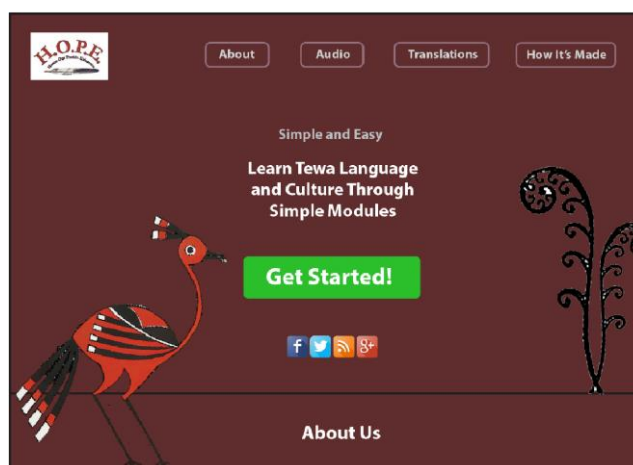 H.O.P.E.
About
Audio
Translations
How It's Made
Simple and Easy
Learn Tewa Language
and Culture Through
Simple Modules
Get Started!
f
g+
About Us